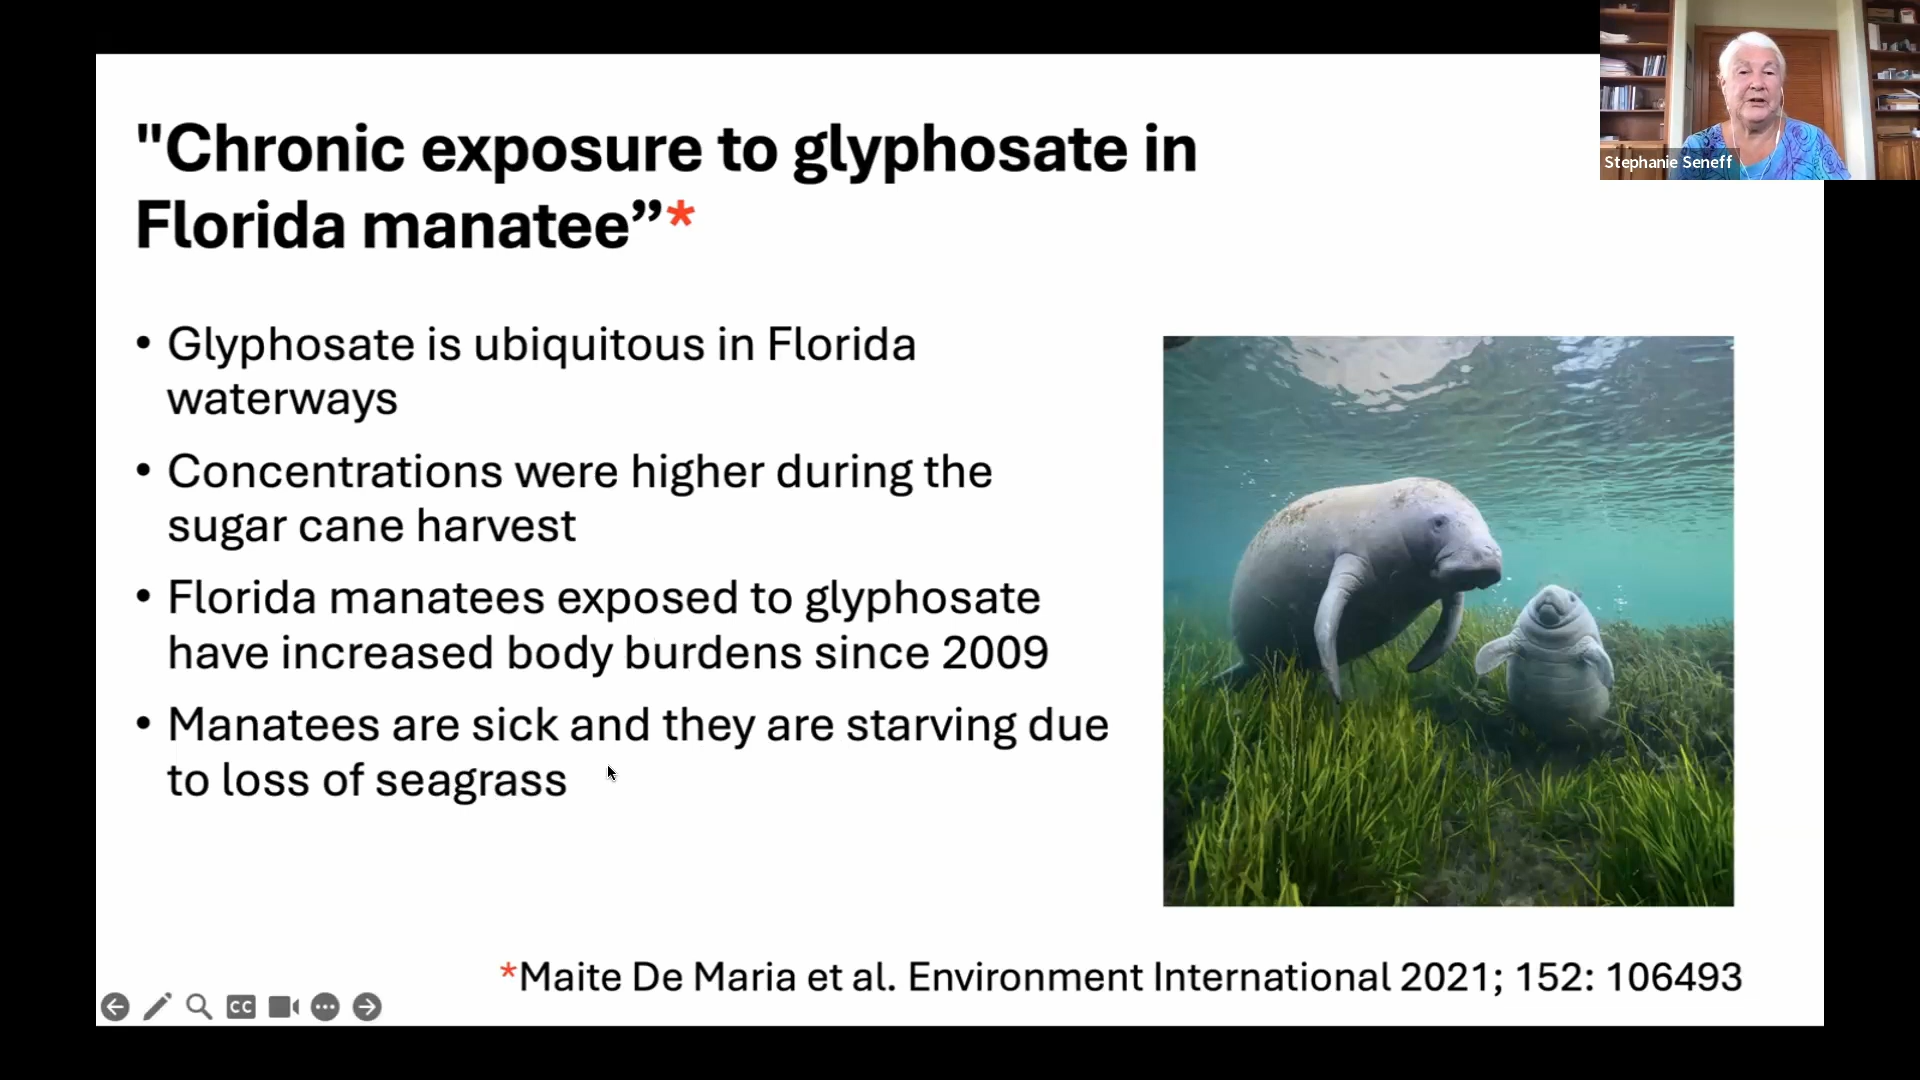 "Chronic exposure to glyphosate in
Florida manatee”*
• Glyphosate is ubiquitous in Florida
waterways
• Concentrations were higher during the
sugar cane harvest
• Florida manatees exposed to glyphosate
have increased body burdens since 2009
• Manatees are sick and they are starving due
to loss of seagrass
*Maite De Maria et al. Environment International 2021; 152: 106493
CC
Stephanie Seneff